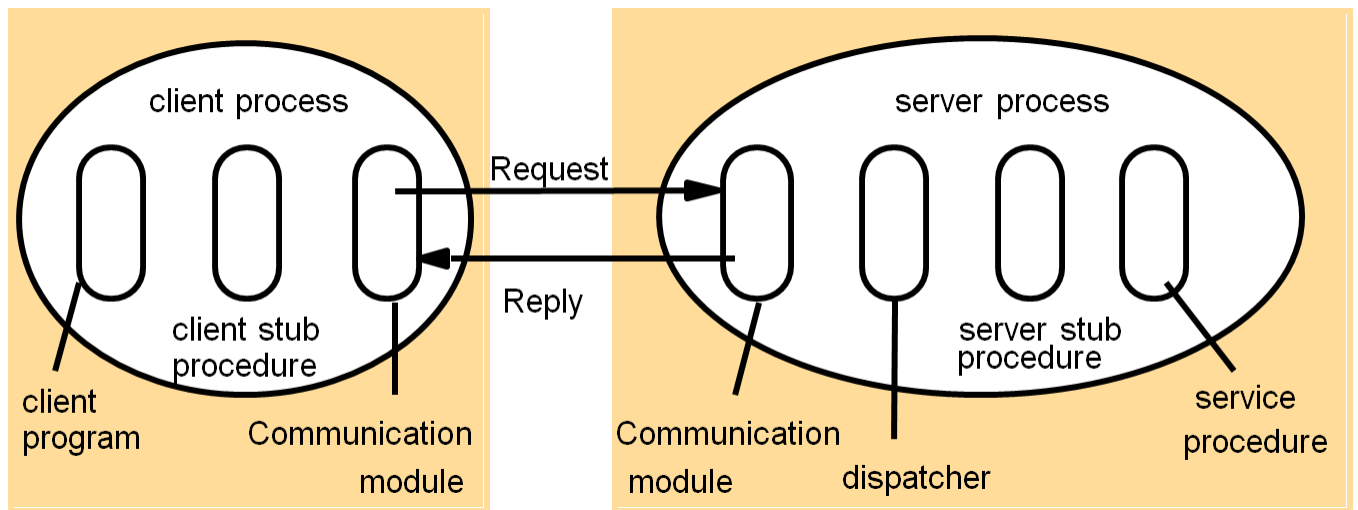 client process
server process
Request
Reply
client stub
procedure
server stub
procedure
client
program
Communication
module
Communication
module
dispatcher
service
procedure